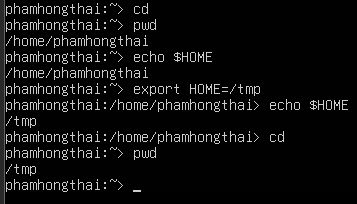 phamhongthai:~> cd
phamhongthai:~> pwd
/home/phamhongthai
phamhongthai:~> echo $HOME
/home/phamhongthai
phamhongthai:~> export HOME=/tmp
phamhongthai:/home/phamhongthai> echo $HOME
/tmp
phamhongthai:/home/phamhongthai> cd
phamhongthai:~> pwd
/tmp
phamhongthai:~> _